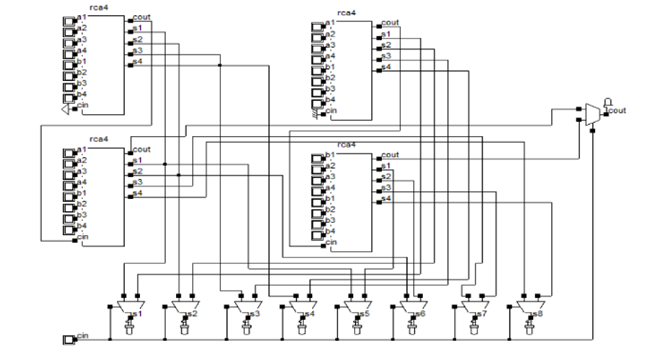 rca4
a1 cout
a2 s1
a3 s2
a4 s3
b1 s4
b2
b3
b4
cin
rca4
a1 cout
a2 s1
a3 s2
a4 s3
b1 s4
b2
b3
b4
cin
cout
rca4
a1 cout
a2 s1
a3 s2
a4 s3
b1 s4
b2
b3
b4
cin
rca4
b1 cout
a2 s1
a3 s2
a4 s3
b1 s4
b2
b3
b4
cin
s1 s2 s3 s4 s5 s6 s7 s8
cin